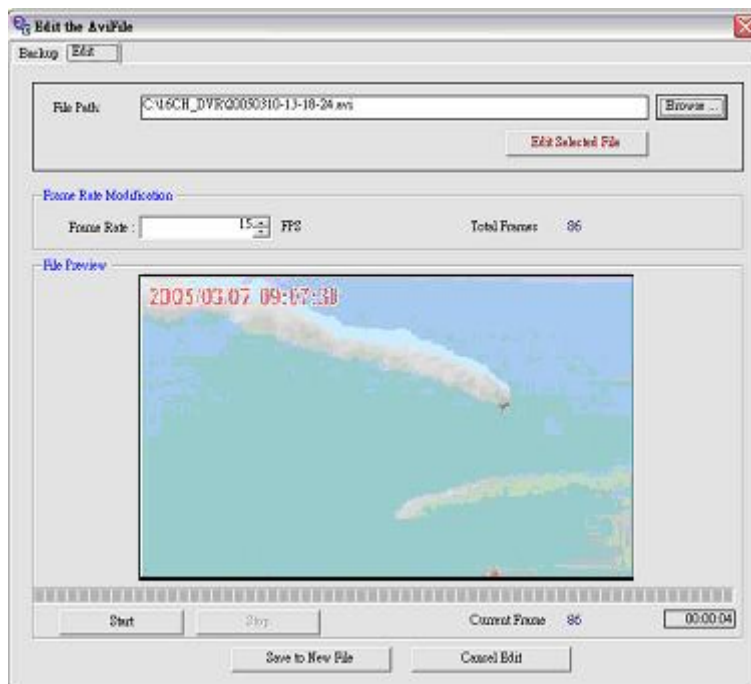 Edit the AviFile
Backup Edit
File Path: C:\16CH_DVR\20050310-13-18-24.avi Browse ...
Edit Selected File
Frame Rate Modification
Frame Rate : 15 FPS Total Frames 86
File Preview
2005/03/07 09:07:38
Start Stop Current Frame 86 00:00:04
Save to New File Cancel Edit